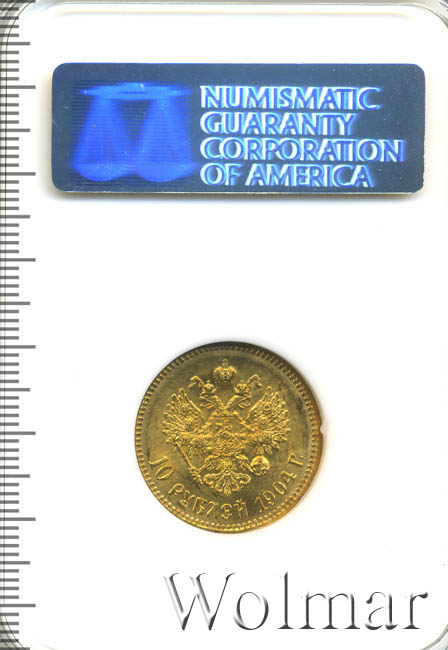 NUMISMATIC
GUARANTY
CORPORATION
OF AMERICA
10 РУБЛЕЙ 1904 Г.
Wolmar